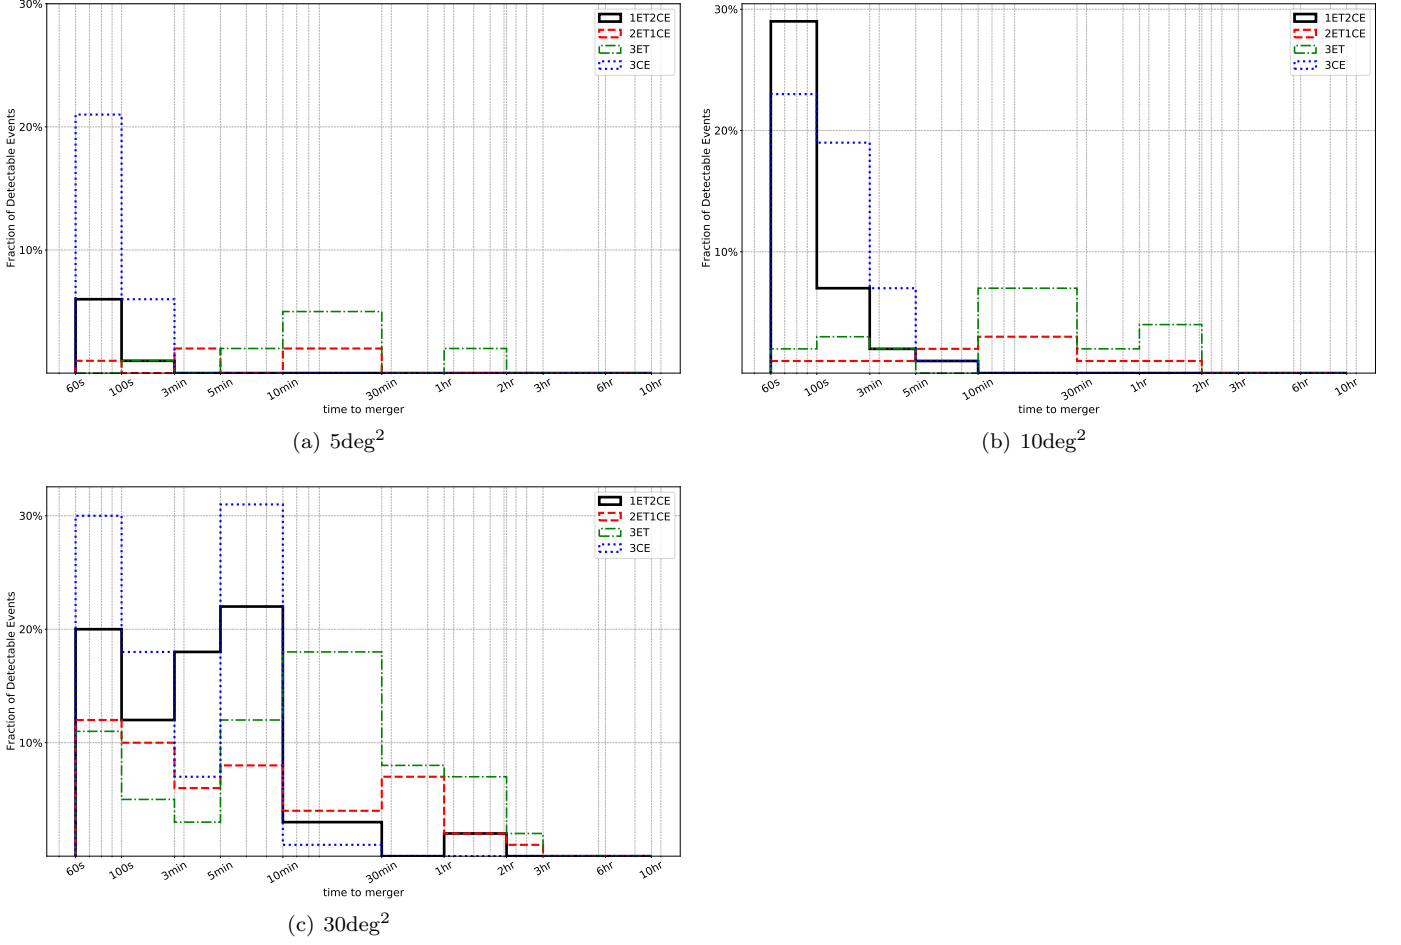 30%
20%
10%
Fraction of Detectable Events
1ET2CE
2ET1CE
3ET
3CE
60s 100s 3min 5min 10min 30min 1hr 2hr 3hr 6hr 10hr
time to merger
(a) 5deg²
30%
20%
10%
Fraction of Detectable Events
1ET2CE
2ET1CE
3ET
3CE
60s 100s 3min 5min 10min 30min 1hr 2hr 3hr 6hr 10hr
time to merger
(b) 10deg²
30%
20%
10%
Fraction of Detectable Events
1ET2CE
2ET1CE
3ET
3CE
60s 100s 3min 5min 10min 30min 1hr 2hr 3hr 6hr 10hr
time to merger
(c) 30deg²